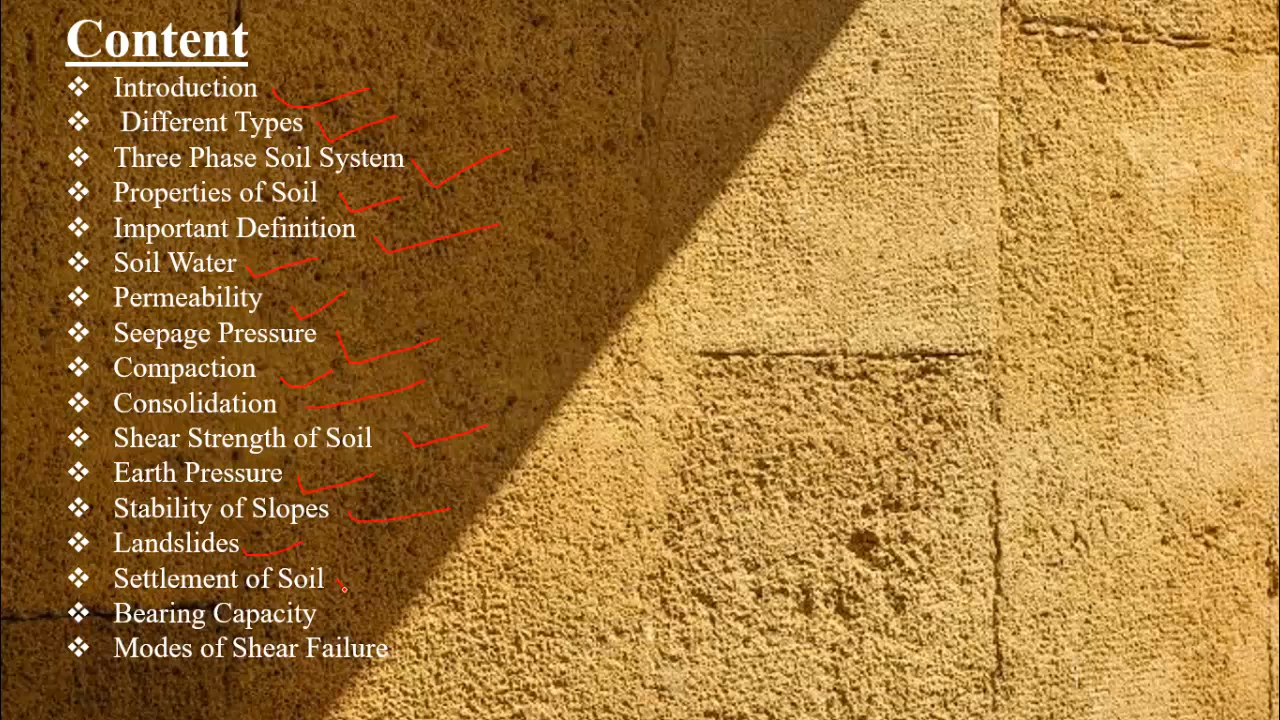 Content
❖ Introduction
❖ Different Types
❖ Three Phase Soil System
❖ Properties of Soil
❖ Important Definition
❖ Soil Water
❖ Permeability
❖ Seepage Pressure
❖ Compaction
❖ Consolidation
❖ Shear Strength of Soil
❖ Earth Pressure
❖ Stability of Slopes
❖ Landslides
❖ Settlement of Soil
❖ Bearing Capacity
❖ Modes of Shear Failure